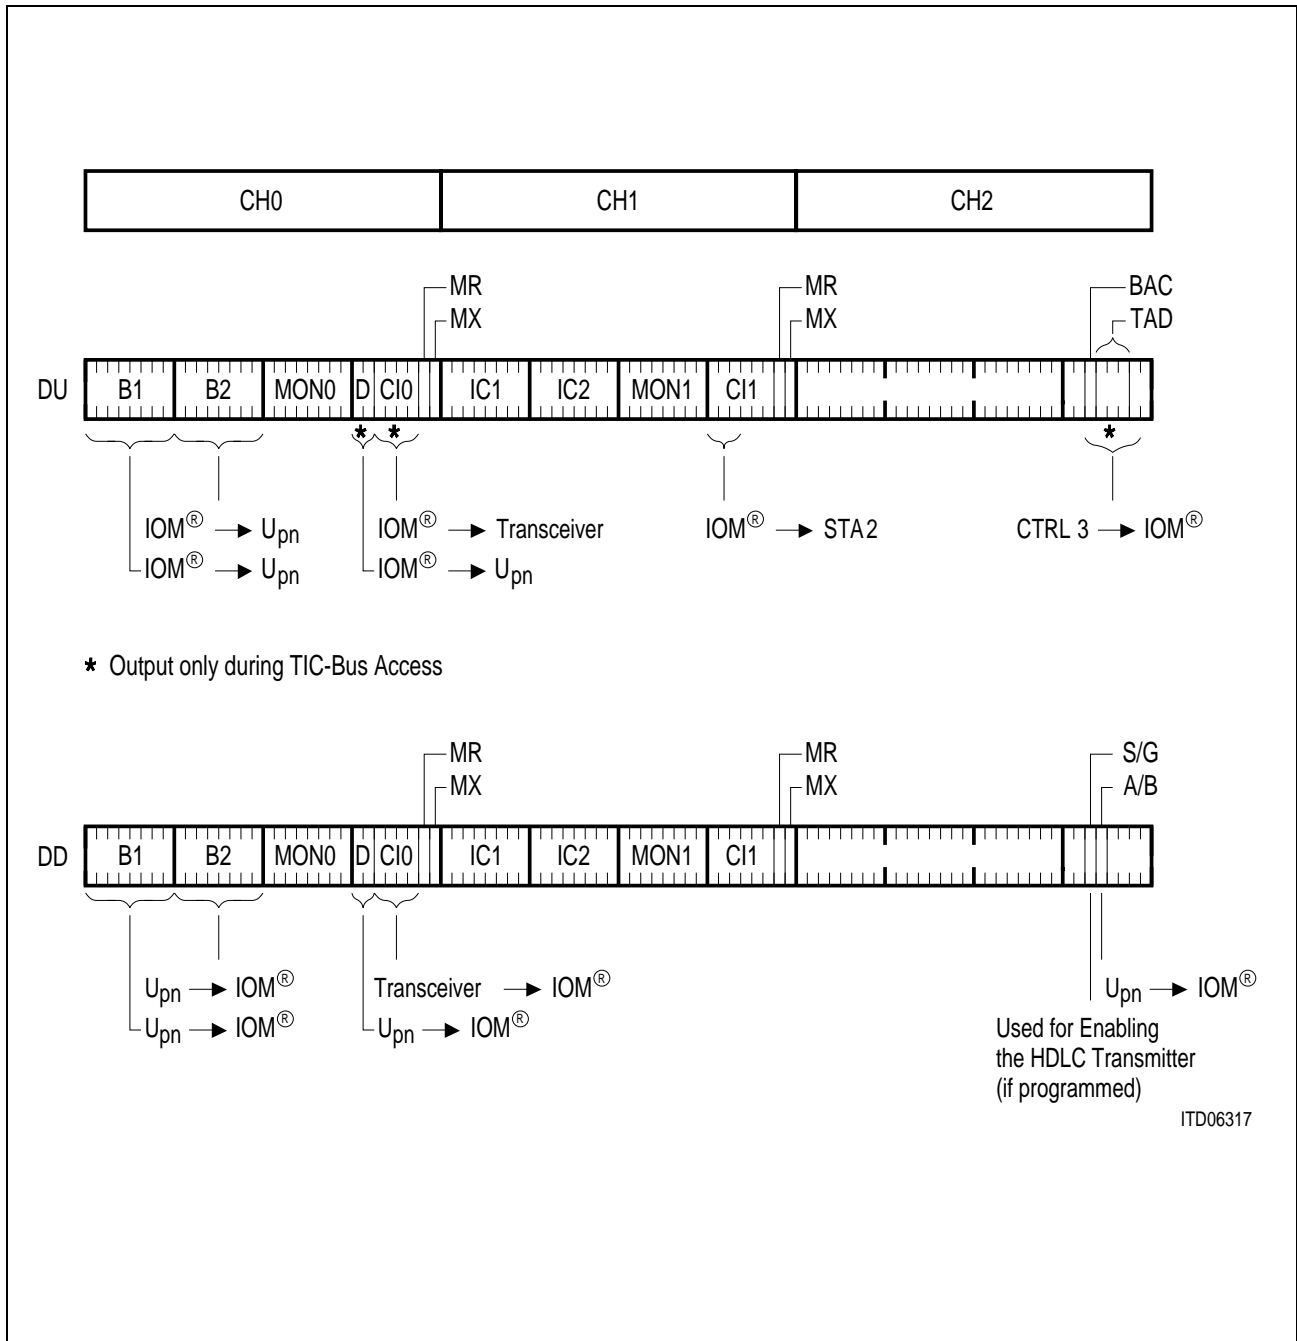 CH0 CH1 CH2
MR MR BAC
MX MX TAD
DU B1 B2 MON0 D CI0 IC1 IC2 MON1 CI1
* * *
IOM® → Upn IOM® → Transceiver IOM® → STA2 CTRL 3 → IOM®
IOM® → Upn IOM® → Upn
* Output only during TIC-Bus Access
MR MR S/G
MX MX A/B
DD B1 B2 MON0 D CI0 IC1 IC2 MON1 CI1
Upn → IOM® Transceiver → IOM® Upn → IOM®
Upn → IOM® Upn → IOM® Used for Enabling
the HDLC Transmitter
(if programmed)
ITD06317